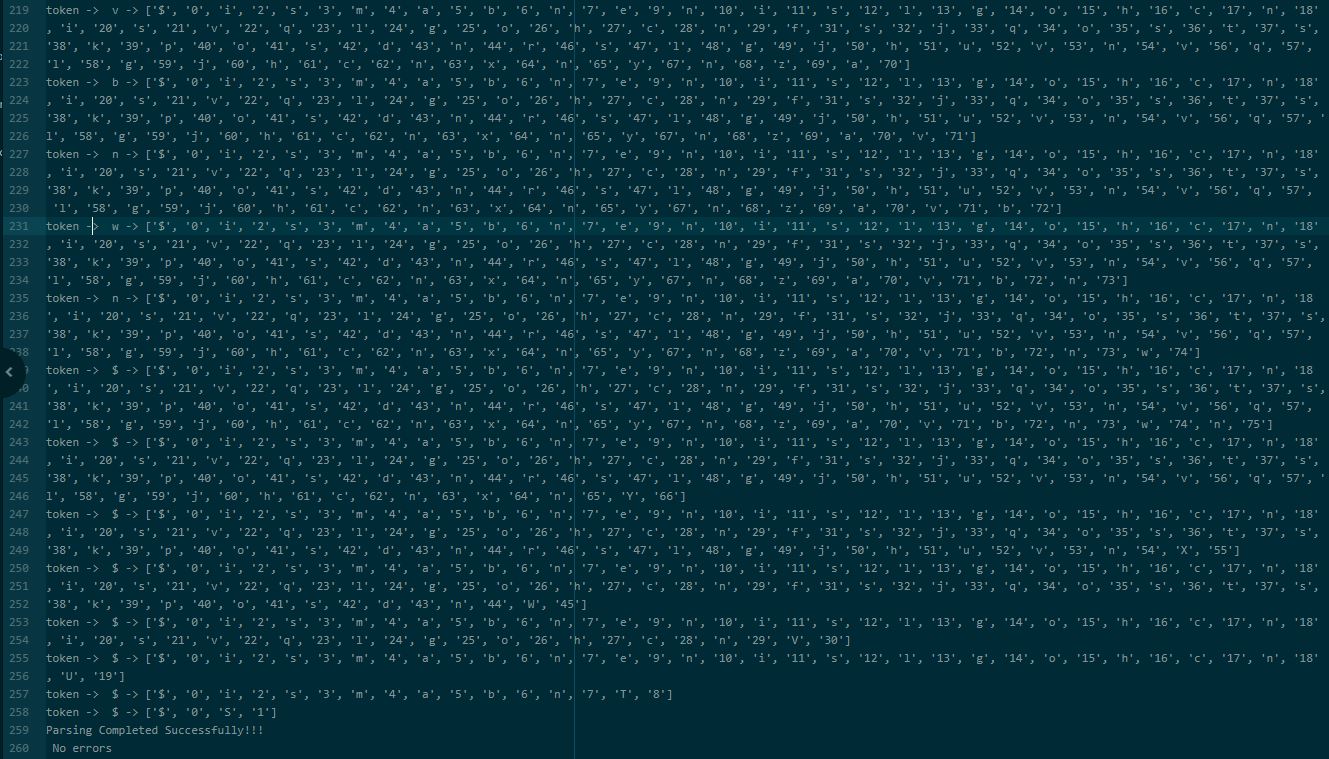 219 token ->  v -> ['$', '0', 'i', '2', 's', '3', 'm', '4', 'a', '5', 'b', '6', 'n', '7', 'e', '9', 'n', '10', 'i', '11', 's', '12', 'l', '13', 'g', '14', 'o', '15', 'h', '16', 'c', '17', 'n', '18'
220 , 'i', '20', 's', '21', 'v', '22', 'q', '23', 'l', '24', 'g', '25', 'o', '26', 'h', '27', 'c', '28', 'n', '29', 'f', '31', 's', '32', 'j', '33', 'q', '34', 'o', '35', 's', '36', 't', '37', 's',
221 '38', 'k', '39', 'p', '40', 'o', '41', 's', '42', 'd', '43', 'n', '44', 'r', '46', 's', '47', 'l', '48', 'g', '49', 'j', '50', 'h', '51', 'u', '52', 'v', '53', 'n', '54', 'v', '56', 'q', '57',
222 'l', '58', 'g', '59', 'j', '60', 'h', '61', 'c', '62', 'n', '63', 'x', '64', 'n', '65', 'y', '67', 'n', '68', 'z', '69', 'a', '70']
223 token ->  b -> ['$', '0', 'i', '2', 's', '3', 'm', '4', 'a', '5', 'b', '6', 'n', '7', 'e', '9', 'n', '10', 'i', '11', 's', '12', 'l', '13', 'g', '14', 'o', '15', 'h', '16', 'c', '17', 'n', '18'
224 , 'i', '20', 's', '21', 'v', '22', 'q', '23', 'l', '24', 'g', '25', 'o', '26', 'h', '27', 'c', '28', 'n', '29', 'f', '31', 's', '32', 'j', '33', 'q', '34', 'o', '35', 's', '36', 't', '37', 's',
225 '38', 'k', '39', 'p', '40', 'o', '41', 's', '42', 'd', '43', 'n', '44', 'r', '46', 's', '47', 'l', '48', 'g', '49', 'j', '50', 'h', '51', 'u', '52', 'v', '53', 'n', '54', 'v', '56', 'q', '57', '
226 l', '58', 'g', '59', 'j', '60', 'h', '61', 'c', '62', 'n', '63', 'x', '64', 'n', '65', 'y', '67', 'n', '68', 'z', '69', 'a', '70', 'v', '71']
227 token ->  n -> ['$', '0', 'i', '2', 's', '3', 'm', '4', 'a', '5', 'b', '6', 'n', '7', 'e', '9', 'n', '10', 'i', '11', 's', '12', 'l', '13', 'g', '14', 'o', '15', 'h', '16', 'c', '17', 'n', '18'
228 , 'i', '20', 's', '21', 'v', '22', 'q', '23', 'l', '24', 'g', '25', 'o', '26', 'h', '27', 'c', '28', 'n', '29', 'f', '31', 's', '32', 'j', '33', 'q', '34', 'o', '35', 's', '36', 't', '37', 's',
229 '38', 'k', '39', 'p', '40', 'o', '41', 's', '42', 'd', '43', 'n', '44', 'r', '46', 's', '47', 'l', '48', 'g', '49', 'j', '50', 'h', '51', 'u', '52', 'v', '53', 'n', '54', 'v', '56', 'q', '57',
230  'l', '58', 'g', '59', 'j', '60', 'h', '61', 'c', '62', 'n', '63', 'x', '64', 'n', '65', 'y', '67', 'n', '68', 'z', '69', 'a', '70', 'v', '71', 'b', '72']
231 token ->  w -> ['$', '0', 'i', '2', 's', '3', 'm', '4', 'a', '5', 'b', '6', 'n', '7', 'e', '9', 'n', '10', 'i', '11', 's', '12', 'l', '13', 'g', '14', 'o', '15', 'h', '16', 'c', '17', 'n', '18'
232 , 'i', '20', 's', '21', 'v', '22', 'q', '23', 'l', '24', 'g', '25', 'o', '26', 'h', '27', 'c', '28', 'n', '29', 'f', '31', 's', '32', 'j', '33', 'q', '34', 'o', '35', 's', '36', 't', '37', 's',
233 '38', 'k', '39', 'p', '40', 'o', '41', 's', '42', 'd', '43', 'n', '44', 'r', '46', 's', '47', 'l', '48', 'g', '49', 'j', '50', 'h', '51', 'u', '52', 'v', '53', 'n', '54', 'v', '56', 'q', '57',
234 'l', '58', 'g', '59', 'j', '60', 'h', '61', 'c', '62', 'n', '63', 'x', '64', 'n', '65', 'y', '67', 'n', '68', 'z', '69', 'a', '70', 'v', '71', 'b', '72', 'n', '73']
235 token ->  n -> ['$', '0', 'i', '2', 's', '3', 'm', '4', 'a', '5', 'b', '6', 'n', '7', 'e', '9', 'n', '10', 'i', '11', 's', '12', 'l', '13', 'g', '14', 'o', '15', 'h', '16', 'c', '17', 'n', '18'
236 , 'i', '20', 's', '21', 'v', '22', 'q', '23', 'l', '24', 'g', '25', 'o', '26', 'h', '27', 'c', '28', 'n', '29', 'f', '31', 's', '32', 'j', '33', 'q', '34', 'o', '35', 's', '36', 't', '37', 's',
237 '38', 'k', '39', 'p', '40', 'o', '41', 's', '42', 'd', '43', 'n', '44', 'r', '46', 's', '47', 'l', '48', 'g', '49', 'j', '50', 'h', '51', 'u', '52', 'v', '53', 'n', '54', 'v', '56', 'q', '57',
38 'l', '58', 'g', '59', 'j', '60', 'h', '61', 'c', '62', 'n', '63', 'x', '64', 'n', '65', 'y', '67', 'n', '68', 'z', '69', 'a', '70', 'v', '71', 'b', '72', 'n', '73', 'w', '74']
9 token ->  $ -> ['$', '0', 'i', '2', 's', '3', 'm', '4', 'a', '5', 'b', '6', 'n', '7', 'e', '9', 'n', '10', 'i', '11', 's', '12', 'l', '13', 'g', '14', 'o', '15', 'h', '16', 'c', '17', 'n', '18'
40 , 'i', '20', 's', '21', 'v', '22', 'q', '23', 'l', '24', 'g', '25', 'o', '26', 'h', '27', 'c', '28', 'n', '29', 'f', '31', 's', '32', 'j', '33', 'q', '34', 'o', '35', 's', '36', 't', '37', 's',
241 '38', 'k', '39', 'p', '40', 'o', '41', 's', '42', 'd', '43', 'n', '44', 'r', '46', 's', '47', 'l', '48', 'g', '49', 'j', '50', 'h', '51', 'u', '52', 'v', '53', 'n', '54', 'v', '56', 'q', '57',
242 'l', '58', 'g', '59', 'j', '60', 'h', '61', 'c', '62', 'n', '63', 'x', '64', 'n', '65', 'y', '67', 'n', '68', 'z', '69', 'a', '70', 'v', '71', 'b', '72', 'n', '73', 'w', '74', 'n', '75']
243 token ->  $ -> ['$', '0', 'i', '2', 's', '3', 'm', '4', 'a', '5', 'b', '6', 'n', '7', 'e', '9', 'n', '10', 'i', '11', 's', '12', 'l', '13', 'g', '14', 'o', '15', 'h', '16', 'c', '17', 'n', '18'
244 , 'i', '20', 's', '21', 'v', '22', 'q', '23', 'l', '24', 'g', '25', 'o', '26', 'h', '27', 'c', '28', 'n', '29', 'f', '31', 's', '32', 'j', '33', 'q', '34', 'o', '35', 's', '36', 't', '37', 's',
245 '38', 'k', '39', 'p', '40', 'o', '41', 's', '42', 'd', '43', 'n', '44', 'r', '46', 's', '47', 'l', '48', 'g', '49', 'j', '50', 'h', '51', 'u', '52', 'v', '53', 'n', '54', 'v', '56', 'q', '57', '
246 l', '58', 'g', '59', 'j', '60', 'h', '61', 'c', '62', 'n', '63', 'x', '64', 'n', '65', 'Y', '66']
247 token ->  $ -> ['$', '0', 'i', '2', 's', '3', 'm', '4', 'a', '5', 'b', '6', 'n', '7', 'e', '9', 'n', '10', 'i', '11', 's', '12', 'l', '13', 'g', '14', 'o', '15', 'h', '16', 'c', '17', 'n', '18'
248 , 'i', '20', 's', '21', 'v', '22', 'q', '23', 'l', '24', 'g', '25', 'o', '26', 'h', '27', 'c', '28', 'n', '29', 'f', '31', 's', '32', 'j', '33', 'q', '34', 'o', '35', 's', '36', 't', '37', 's',
249 '38', 'k', '39', 'p', '40', 'o', '41', 's', '42', 'd', '43', 'n', '44', 'r', '46', 's', '47', 'l', '48', 'g', '49', 'j', '50', 'h', '51', 'u', '52', 'v', '53', 'n', '54', 'X', '55']
250 token ->  $ -> ['$', '0', 'i', '2', 's', '3', 'm', '4', 'a', '5', 'b', '6', 'n', '7', 'e', '9', 'n', '10', 'i', '11', 's', '12', 'l', '13', 'g', '14', 'o', '15', 'h', '16', 'c', '17', 'n', '18'
251 , 'i', '20', 's', '21', 'v', '22', 'q', '23', 'l', '24', 'g', '25', 'o', '26', 'h', '27', 'c', '28', 'n', '29', 'f', '31', 's', '32', 'j', '33', 'q', '34', 'o', '35', 's', '36', 't', '37', 's',
252 '38', 'k', '39', 'p', '40', 'o', '41', 's', '42', 'd', '43', 'n', '44', 'W', '45']
253 token ->  $ -> ['$', '0', 'i', '2', 's', '3', 'm', '4', 'a', '5', 'b', '6', 'n', '7', 'e', '9', 'n', '10', 'i', '11', 's', '12', 'l', '13', 'g', '14', 'o', '15', 'h', '16', 'c', '17', 'n', '18'
254 , 'i', '20', 's', '21', 'v', '22', 'q', '23', 'l', '24', 'g', '25', 'o', '26', 'h', '27', 'c', '28', 'n', '29', 'V', '30']
255 token ->  $ -> ['$', '0', 'i', '2', 's', '3', 'm', '4', 'a', '5', 'b', '6', 'n', '7', 'e', '9', 'n', '10', 'i', '11', 's', '12', 'l', '13', 'g', '14', 'o', '15', 'h', '16', 'c', '17', 'n', '18'
256 , 'U', '19']
257 token ->  $ -> ['$', '0', 'i', '2', 's', '3', 'm', '4', 'a', '5', 'b', '6', 'n', '7', 'T', '8']
258 token ->  $ -> ['$', '0', 'S', '1']
259 Parsing Completed Successfully!!!
260  No errors